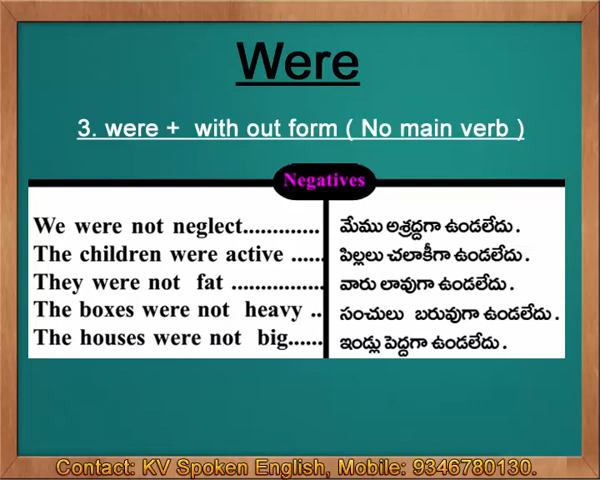 Were
3. were + with out form ( No main verb )
Negatives
We were not neglect.............. మేము అశ్రద్దగా ఉండలేదు .
The children were active ...... పిల్లలు చలాకీగా ఉండలేదు .
They were not fat ................. వారు లావుగా ఉండలేదు .
The boxes were not heavy .. సంచులు బరువుగా ఉండలేదు .
The houses were not big...... ఇండ్లు పెద్దగా ఉండలేదు .
Contact: KV Spoken English, Mobile: 9346780130.